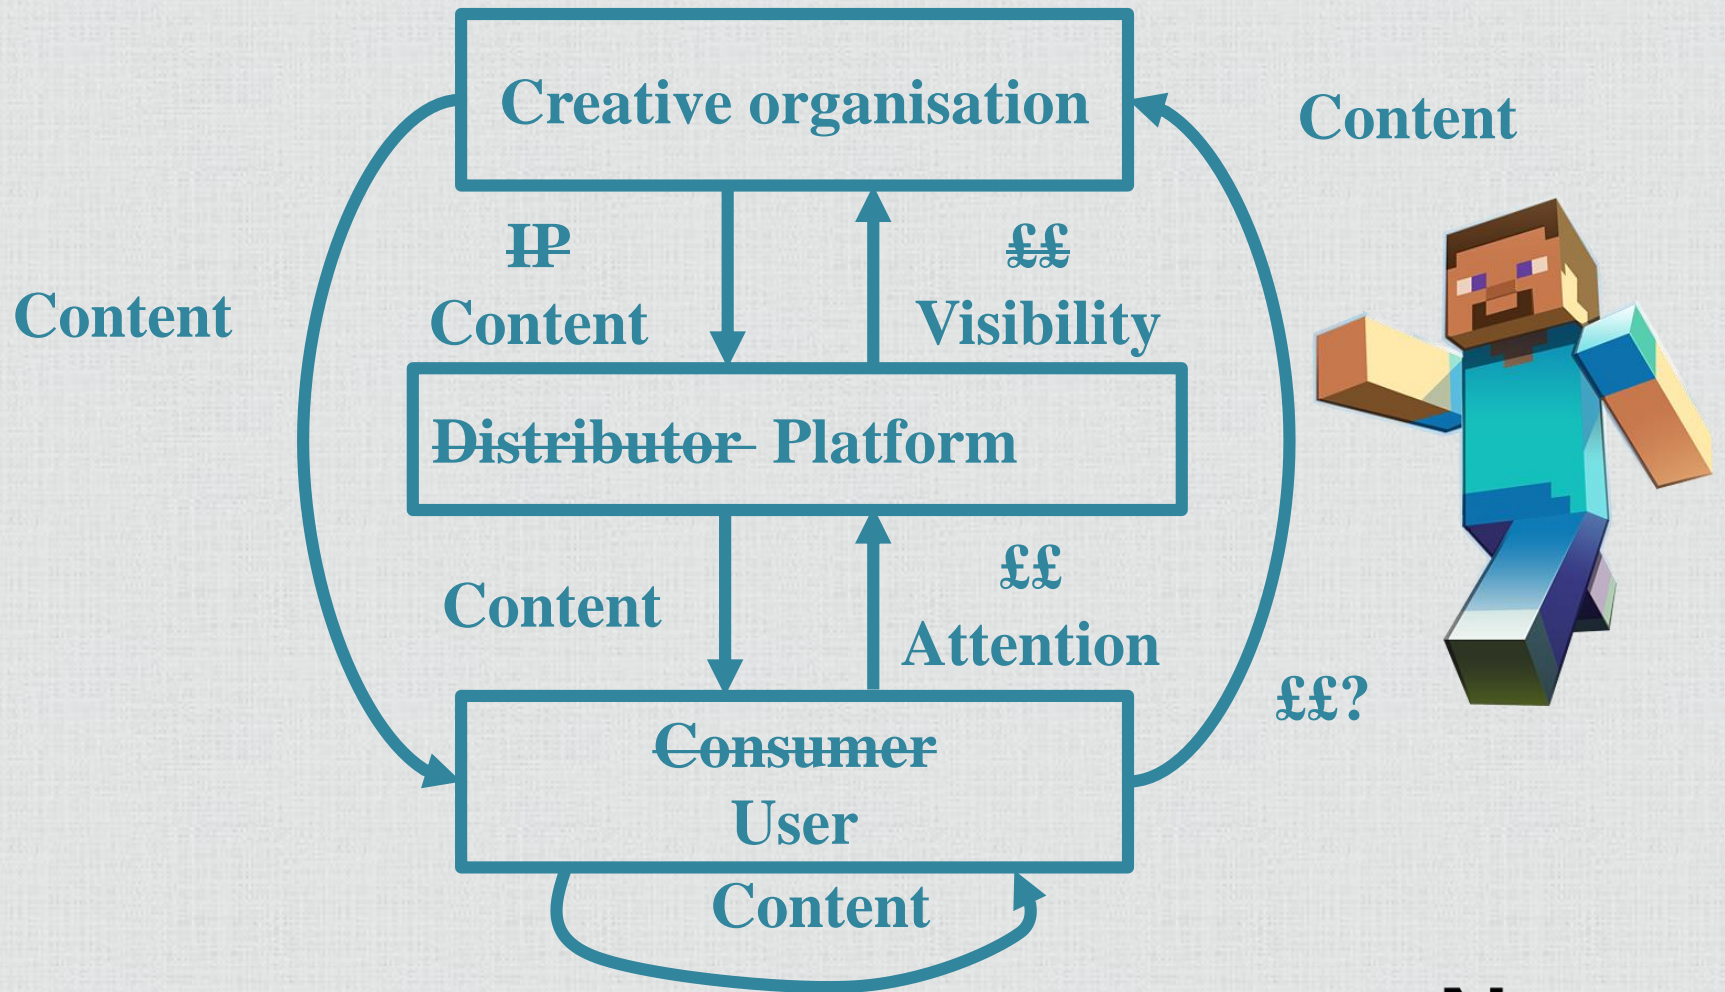 Creative organisation
Content
IP
££
Content
Visibility
Content
Distributor Platform
££
Content
Attention
££?
Consumer
User
Content